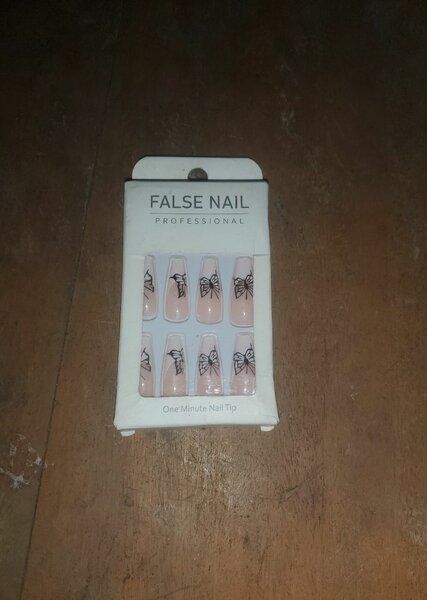 FALSE NAIL
PROFESSIONAL
One Minute Nail Tip